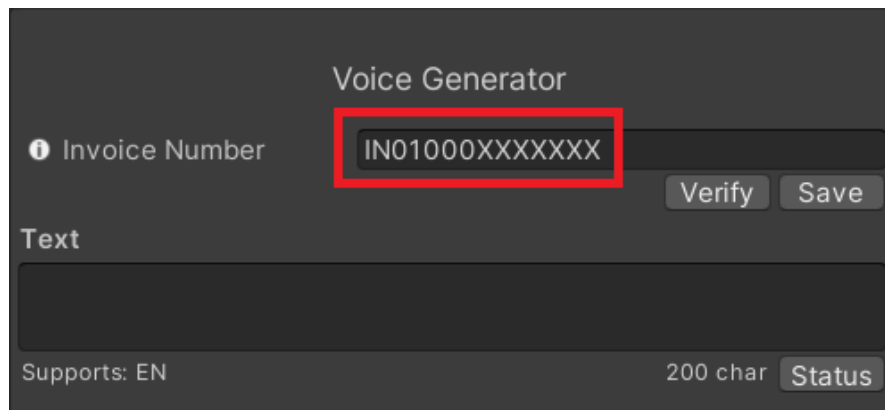 Voice Generator
Invoice Number IN01000XXXXXXX
Verify Save
Text
Supports: EN 200 char Status